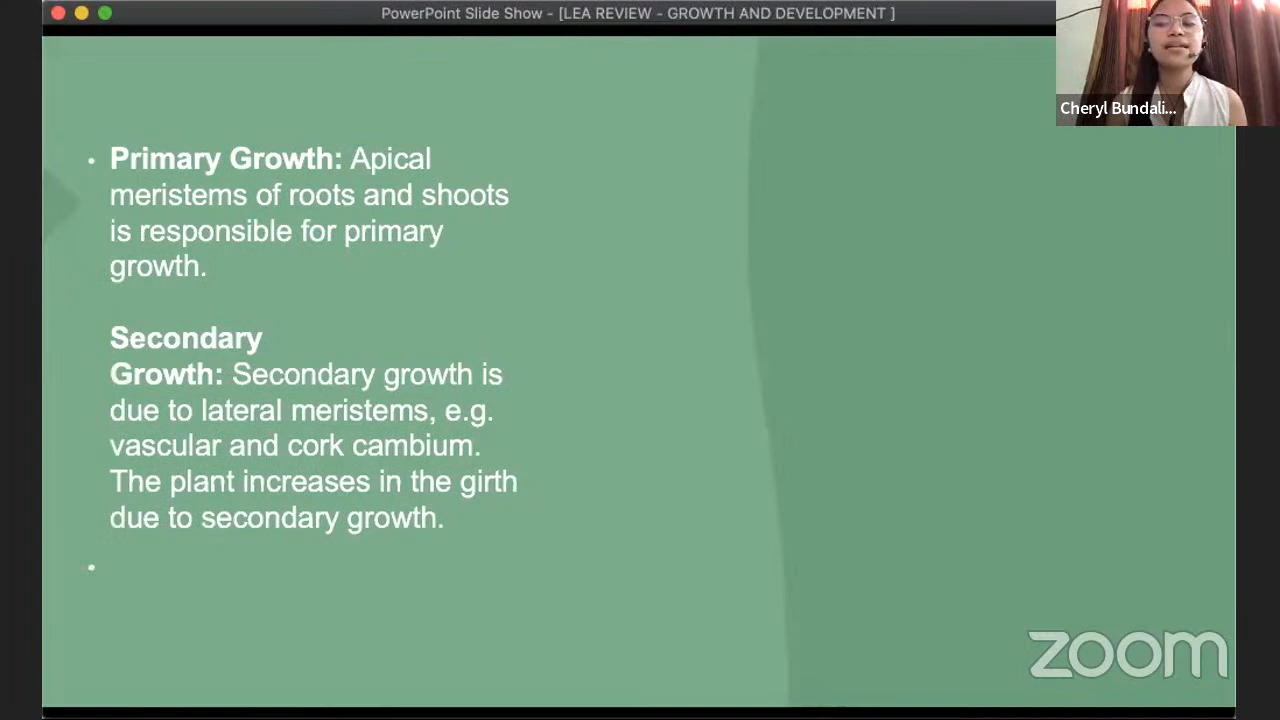 PowerPoint Slide Show - [LEA REVIEW - GROWTH AND DEVELOPMENT ]
Cheryl Bundali...
• Primary Growth: Apical
meristems of roots and shoots
is responsible for primary
growth.
Secondary
Growth: Secondary growth is
due to lateral meristems, e.g.
vascular and cork cambium.
The plant increases in the girth
due to secondary growth.
•
zoom